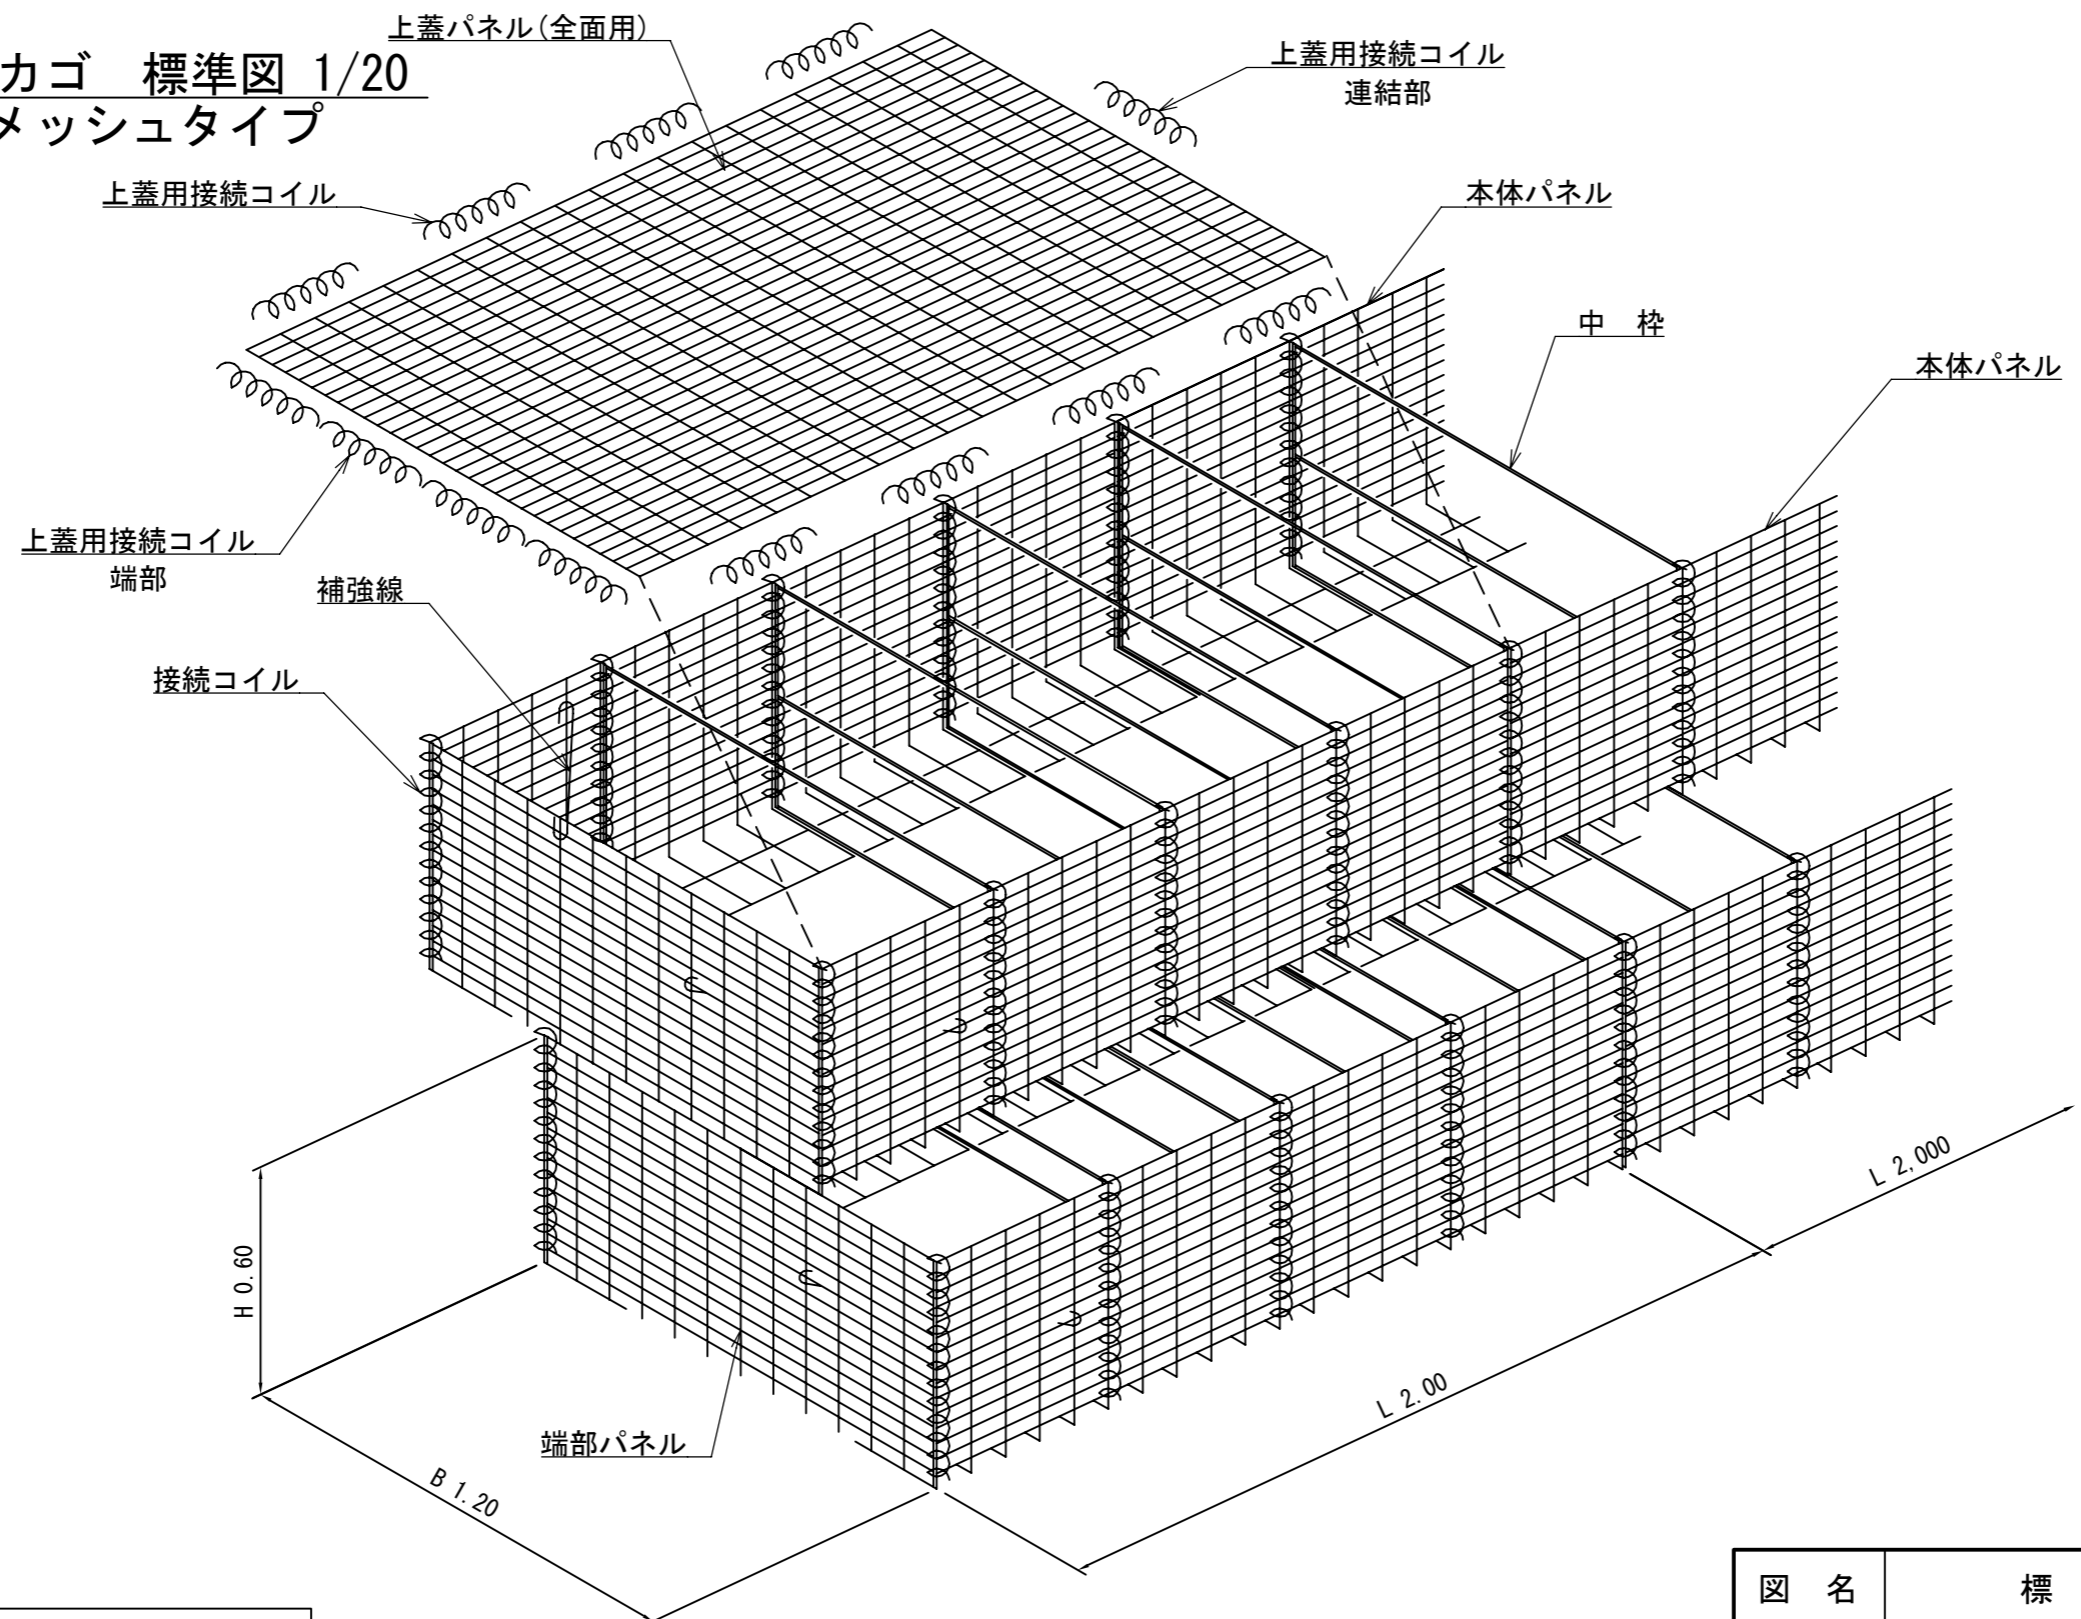 カゴ　標準図 1/20
メッシュタイプ
上蓋パネル(全面用)
上蓋用接続コイル
連結部
上蓋用接続コイル
本体パネル
中　枠
本体パネル
上蓋用接続コイル
端部
補強線
接続コイル
H 0.60
B 1.20
端部パネル
L 2.00
L 2,000
図　名
標